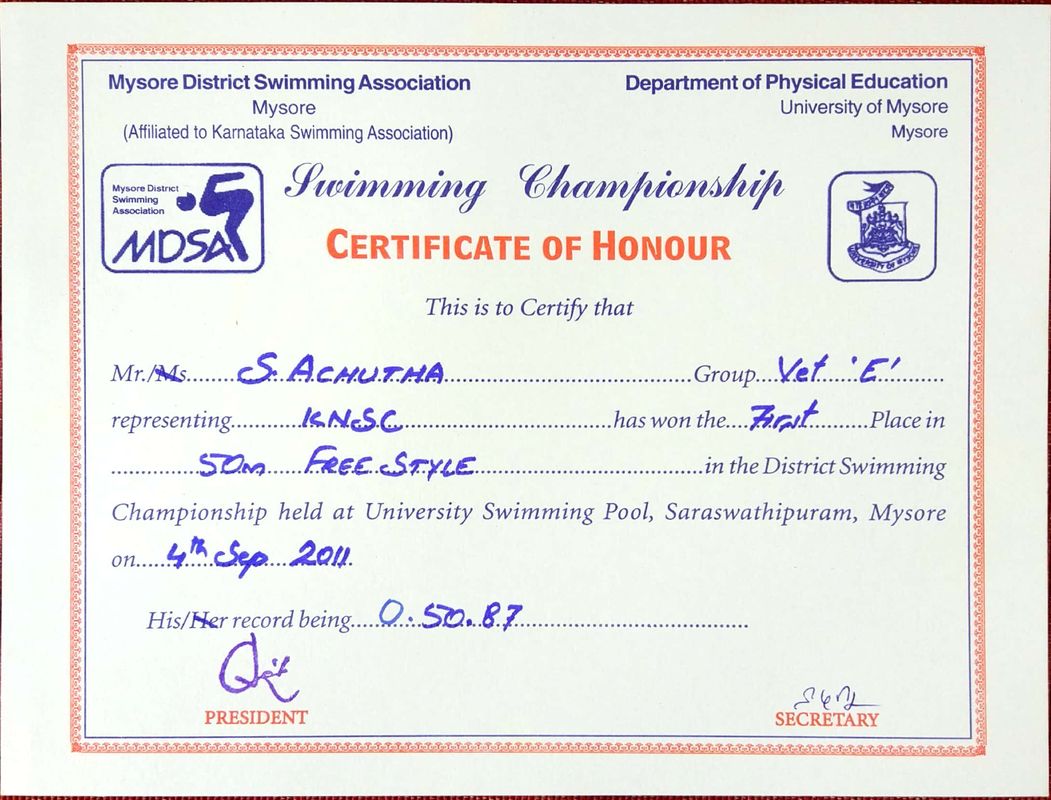 Mysore District Swimming Association
Mysore
(Affiliated to Karnataka Swimming Association)
Department of Physical Education
University of Mysore
Mysore
Mysore District
Swimming
Association
MDSA
Swimming Championship
CERTIFICATE OF HONOUR
UNIVERSITY OF MYSORE
This is to Certify that
Mr./Ms. S. ACHUTHA Group Vet 'E'
representing KNSC has won the First Place in
50m FREE STYLE in the District Swimming
Championship held at University Swimming Pool, Saraswathipuram, Mysore
on 4th Sep 2011.
His/Her record being 0.50.87
PRESIDENT
SECRETARY